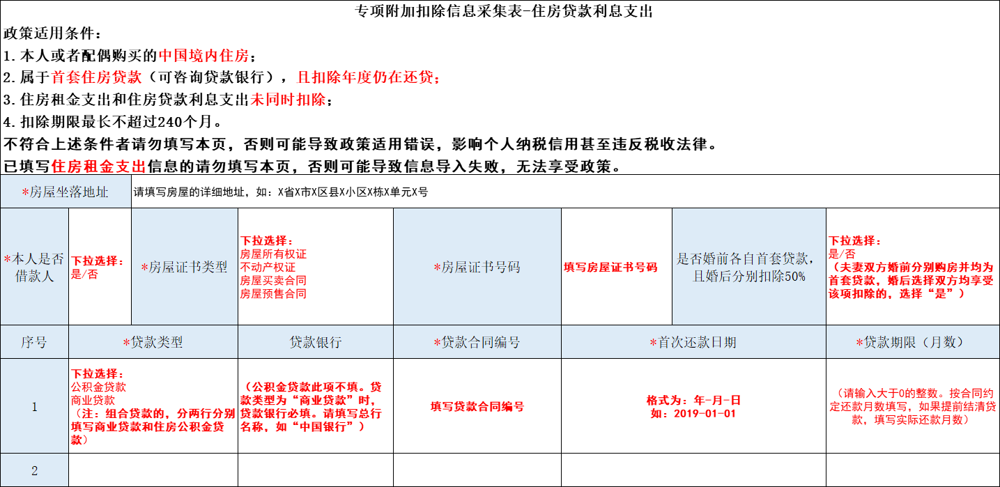 专项附加扣除信息采集表-住房贷款利息支出
政策适用条件：
1.本人或者配偶购买的中国境内住房；
2.属于首套住房贷款（可咨询贷款银行），且扣除年度仍在还贷；
3.住房租金支出和住房贷款利息支出未同时扣除；
4.扣除期限最长不超过240个月。
不符合上述条件者请勿填写本页，否则可能导致政策适用错误，影响个人纳税信用甚至违反税收法律。
已填写住房租金支出信息的请勿填写本页，否则可能导致信息导入失败，无法享受政策。
*房屋坐落地址
请填写房屋的详细地址，如：X省X市X区县X小区X栋X单元X号
*本人是否
借款人
下拉选择：
是/否
*房屋证书类型
下拉选择：
房屋所有权证
不动产权证
房屋买卖合同
房屋预售合同
*房屋证书号码
填写房屋证书号码
是否婚前各自首套贷款，
且婚后分别扣除50%
下拉选择：
是/否
（夫妻双方婚前分别购房并均为
首套贷款，婚后选择双方均享受
该项扣除的，选择“是”）
序号
*贷款类型
贷款银行
*贷款合同编号
*首次还款日期
*贷款期限（月数）
1
下拉选择：
公积金贷款
商业贷款
（注：组合贷款的，分两行分别
填写商业贷款和住房公积金贷
款）
（公积金贷款此项不填。贷
款类型为“商业贷款”时，
贷款银行必填。请填写总行
名称，如“中国银行”）
填写贷款合同编号
格式为：年-月-日
如：2019-01-01
（请输入大于0的整数。按合同约
定还款月数填写，如果提前结清贷
款，填写实际还款月数）
2